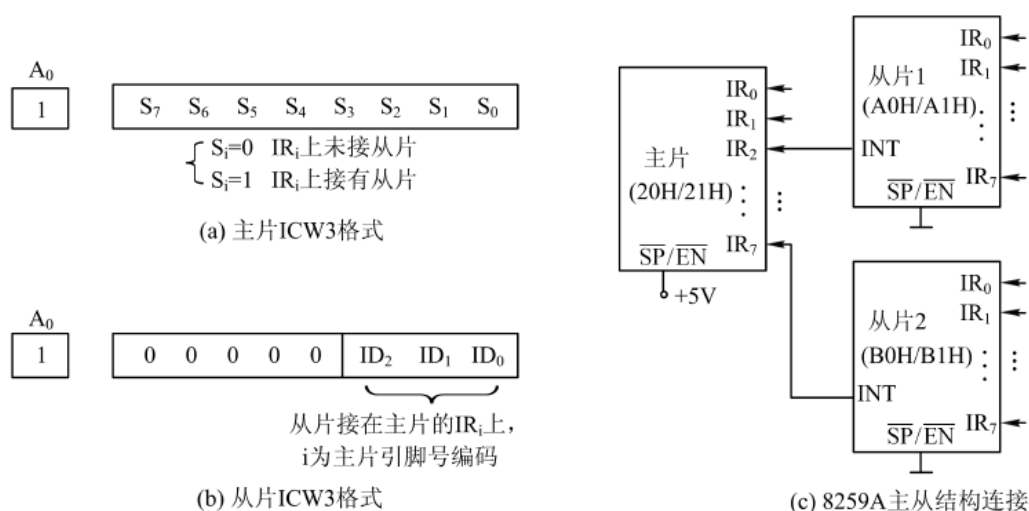 A₀
1
S₇ S₆ S₅ S₄ S₃ S₂ S₁ S₀
Sᵢ=0 IRᵢ上未接从片
Sᵢ=1 IRᵢ上接有从片
(a) 主片ICW3格式
A₀
1
0 0 0 0 0 ID₂ ID₁ ID₀
从片接在主片的IRᵢ上，
i为主片引脚号编码
(b) 从片ICW3格式
主片
(20H/21H)
IR₀
IR₁
IR₂
IR₇
S̅P̅/E̅N̅
+5V
从片1
(A0H/A1H)
IR₀
IR₁
INT
IR₇
S̅P̅/E̅N̅
从片2
(B0H/B1H)
IR₀
IR₁
INT
IR₇
S̅P̅/E̅N̅
(c) 8259A主从结构连接